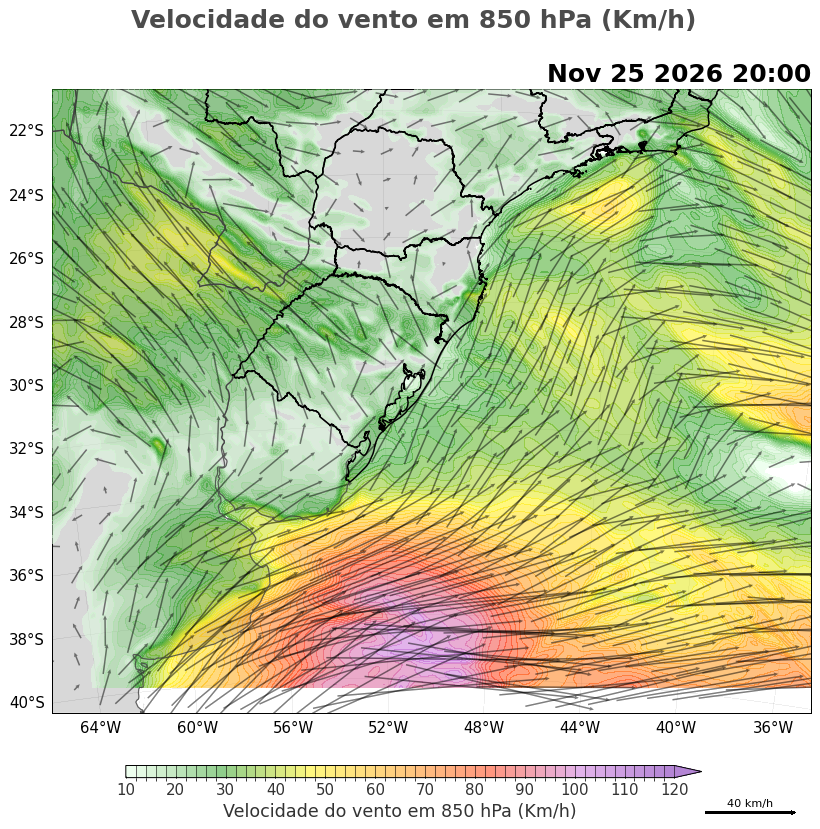 Velocidade do vento em 850 hPa (Km/h)
Nov 25 2026 20:00
22°S
24°S
26°S
28°S
30°S
32°S
34°S
36°S
38°S
40°S
64°W 60°W 56°W 52°W 48°W 44°W 40°W 36°W
10 20 30 40 50 60 70 80 90 100 110 120
Velocidade do vento em 850 hPa (Km/h)
40 km/h